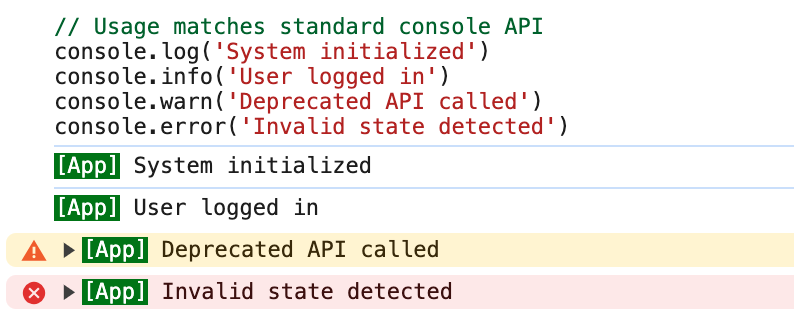 // Usage matches standard console API
console.log('System initialized')
console.info('User logged in')
console.warn('Deprecated API called')
console.error('Invalid state detected')
[App] System initialized
[App] User logged in
[App] Deprecated API called
[App] Invalid state detected